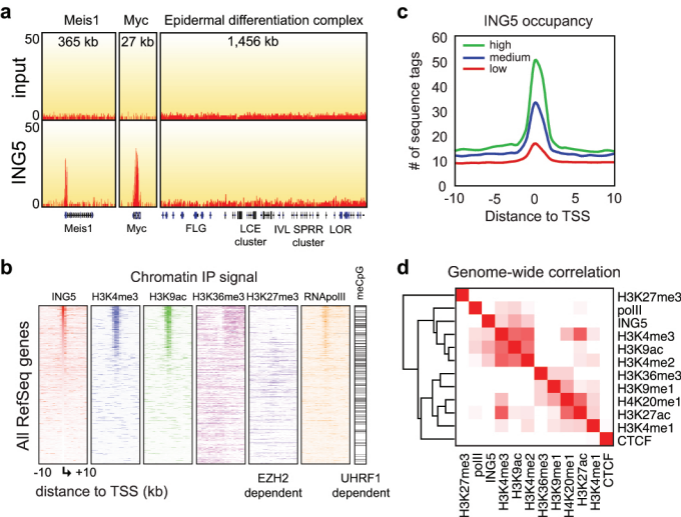 a
Meis1 Myc Epidermal differentiation complex
50 365 kb 27 kb 1,456 kb
input
0
50
ING5
0
Meis1 Myc FLG LCE cluster IVL SPRR cluster LOR
b
Chromatin IP signal
ING5 H3K4me3 H3K9ac H3K36me3 H3K27me3 RNApolII meCpG
All RefSeq genes
-10 +10
distance to TSS (kb)
EZH2 dependent
UHRF1 dependent
c
ING5 occupancy
# of sequence tags
60
50
40
30
20
10
0
high
medium
low
-10 -5 0 5 10
Distance to TSS
d
Genome-wide correlation
H3K27me3
polII
ING5
H3K4me3
H3K9ac
H3K4me2
H3K36me3
H3K9me1
H4K20me1
H3K27ac
H3K4me1
CTCF
H3K27me3
polII
ING5
H3K4me3
H3K9ac
H3K4me2
H3K36me3
H3K9me1
H4K20me1
H3K27ac
H3K4me1
CTCF